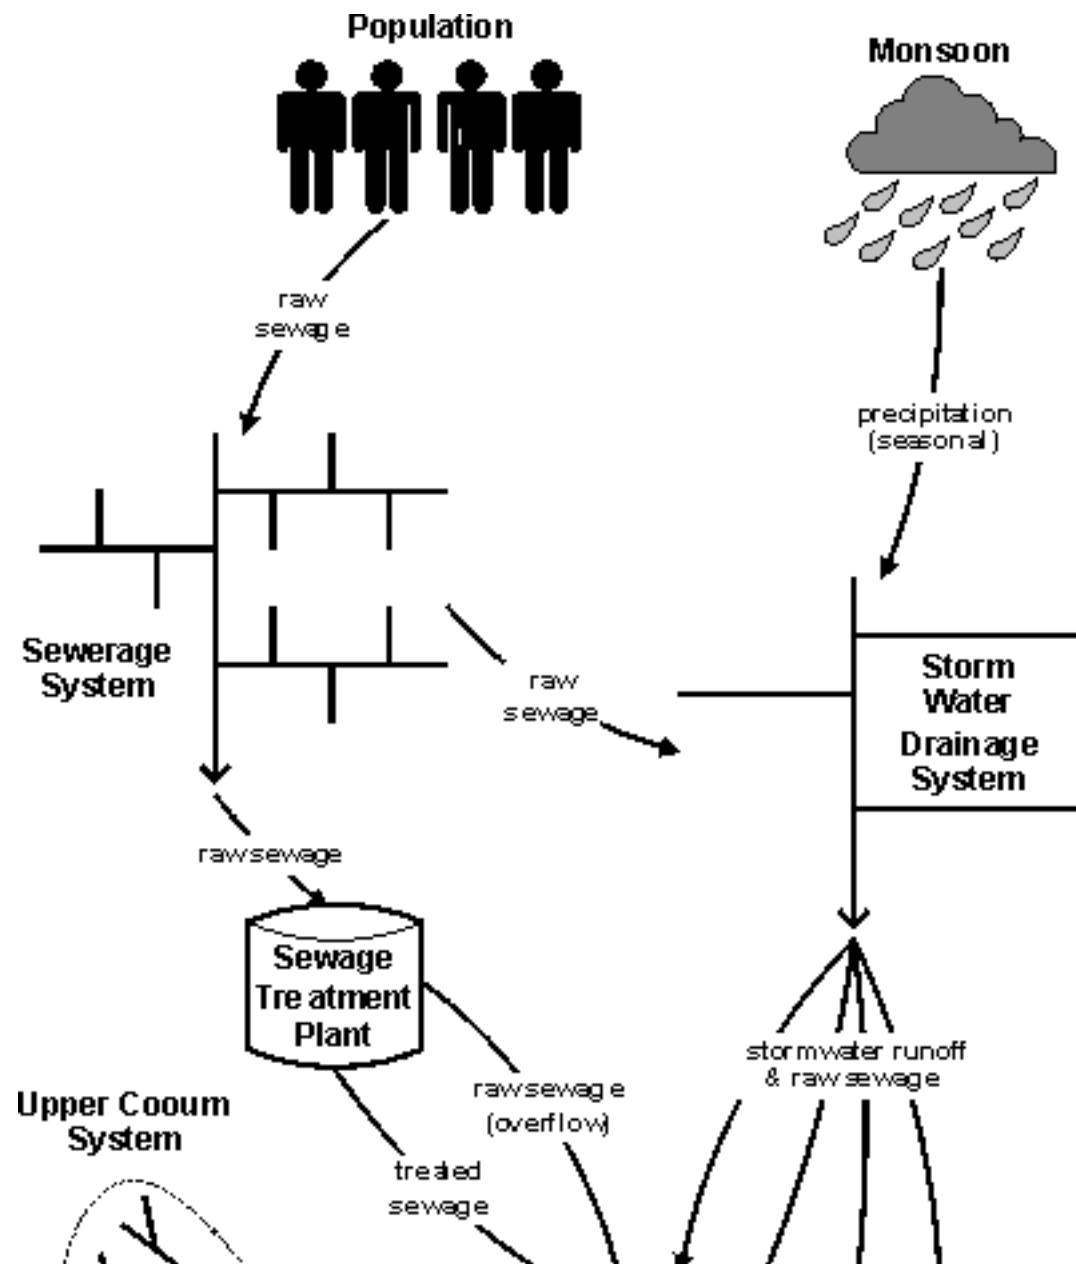 Population
Monsoon
raw
sewage
precipitation
(seasonal)
Sewerage
System
raw
sewage
Storm
Water
Drainage
System
raw sewage
Sewage
Treatment
Plant
stormwater runoff
& raw sewage
raw sewage
(overflow)
Upper Cooum
System
treated
sewage